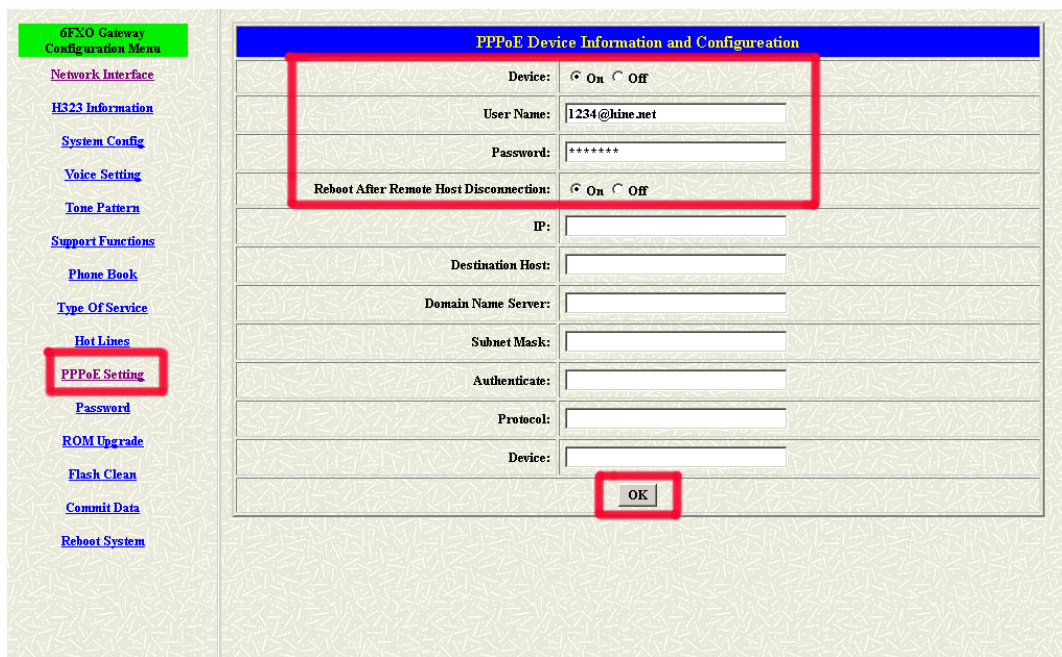 6FXO Gateway
Configuration Menu
Network Interface
H323 Information
System Config
Voice Setting
Tone Pattern
Support Functions
Phone Book
Type Of Service
Hot Lines
PPPoE Setting
Password
ROM Upgrade
Flash Clean
Commit Data
Reboot System
PPPoE Device Information and Configureation
Device: On Off
User Name: 1234@hine.net
Password: *******
Reboot After Remote Host Disconnection: On Off
IP:
Destination Host:
Domain Name Server:
Subnet Mask:
Authenticate:
Protocol:
Device:
OK